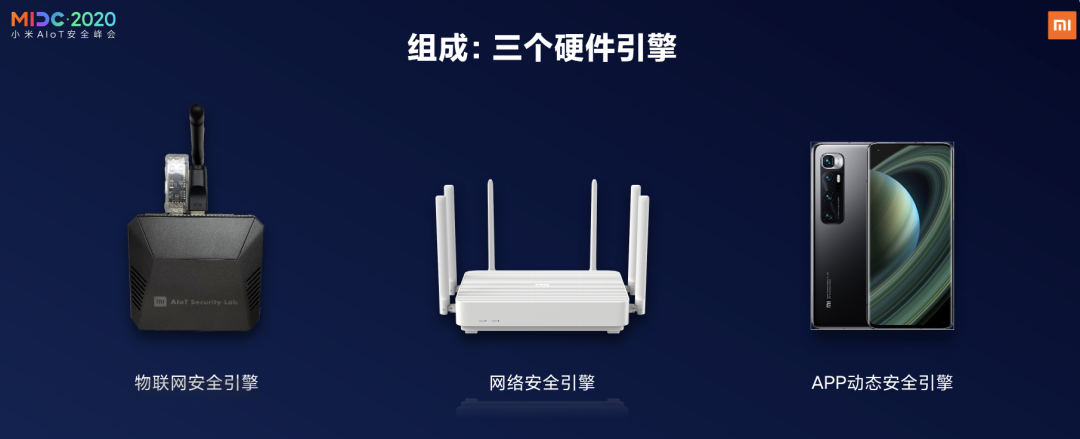 MIDC·2020
小米AIoT安全峰会
mi
组成：三个硬件引擎
mi AIoT Security Lab
物联网安全引擎
网络安全引擎
APP动态安全引擎